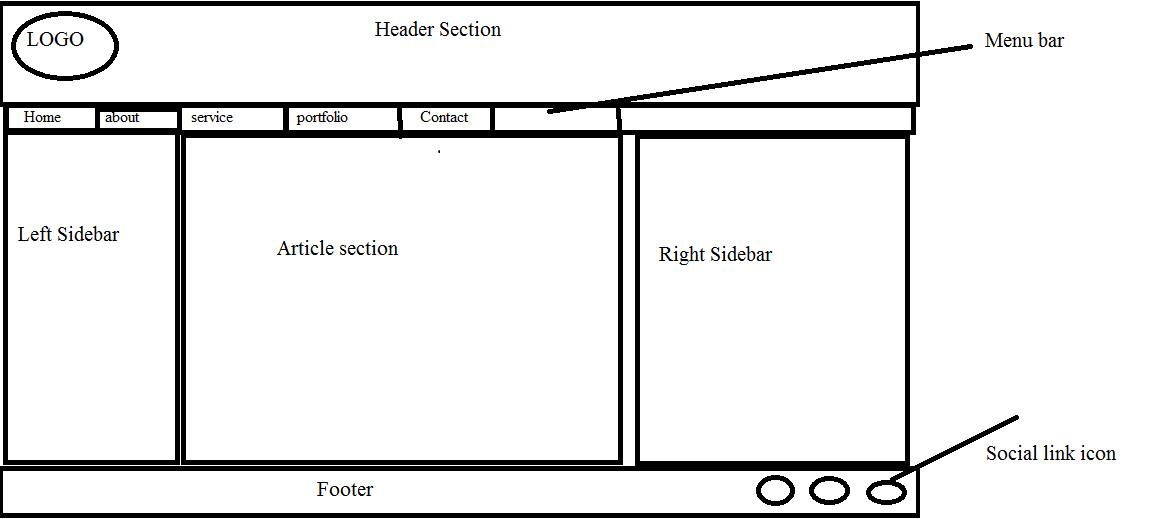 LOGO
Header Section
Menu bar
Home about service portfolio Contact
Left Sidebar
Article section
Right Sidebar
Social link icon
Footer